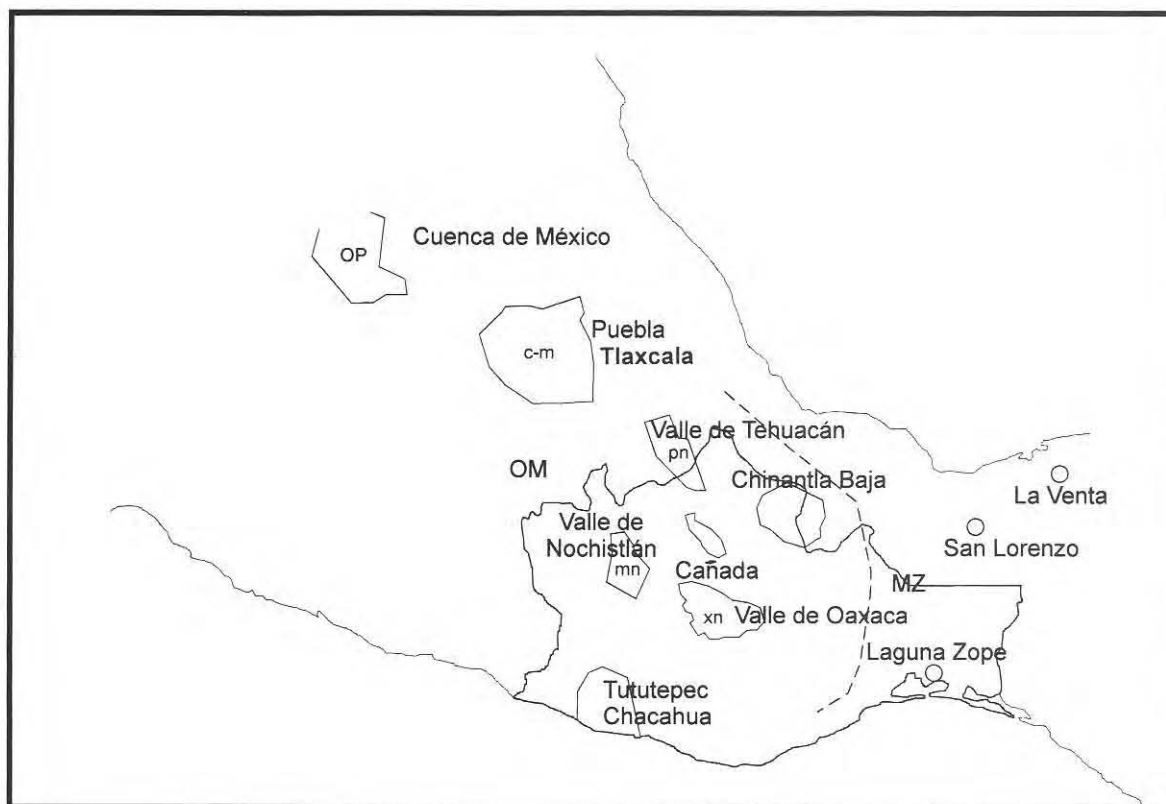 Cuenca de México
OP
Puebla
c-m
Tlaxcala
Valle de Tehuacán
pn
OM
Chinantla Baja
La Venta
Valle de
Nochistlán
San Lorenzo
mn
Cañada
MZ
xn
Valle de Oaxaca
Laguna Zope
Tututepec
Chacahua